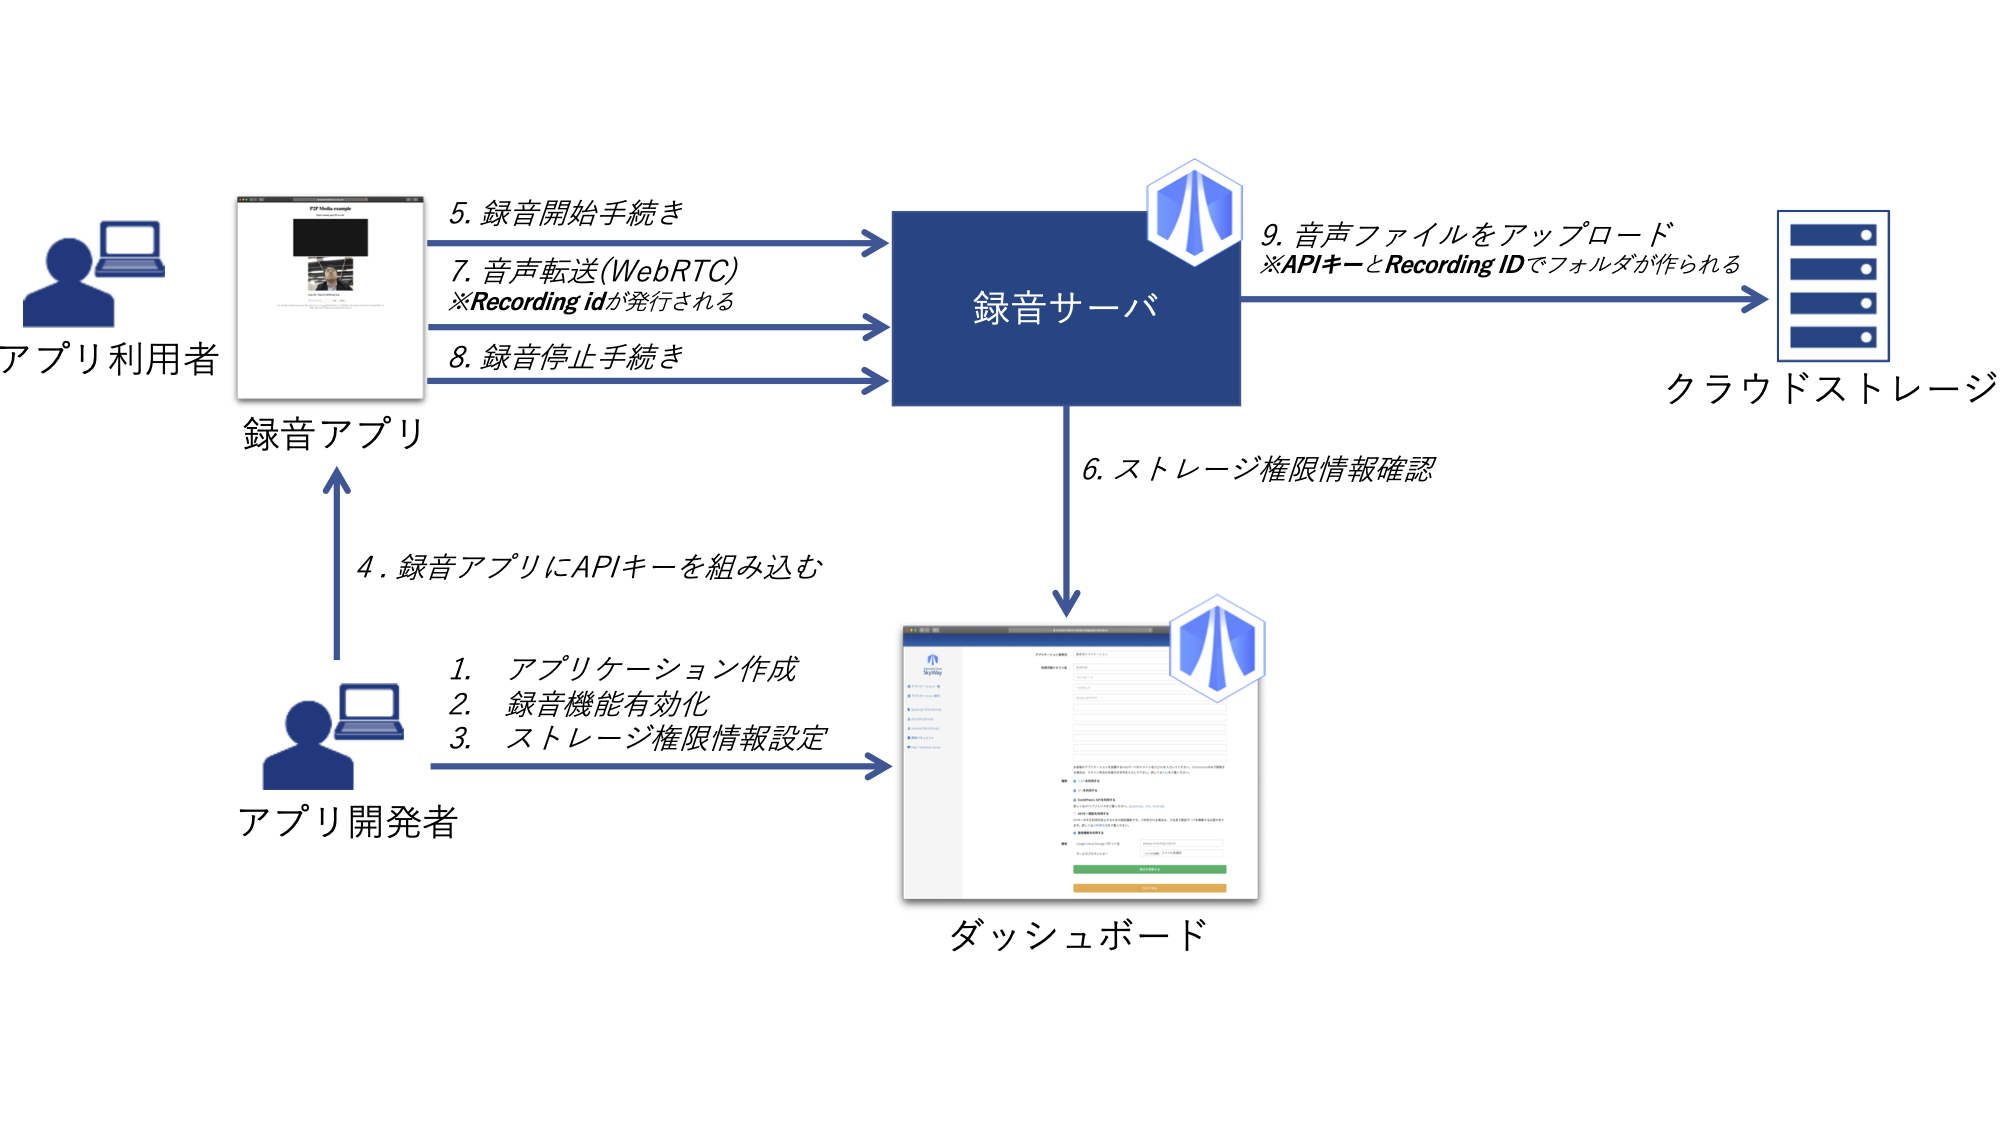 5. 録音開始手続き
7. 音声転送(WebRTC)
※Recording idが発行される
8. 録音停止手続き
録音サーバ
9. 音声ファイルをアップロード
※APIキーとRecording IDでフォルダが作られる
アプリ利用者
録音アプリ
クラウドストレージ
6. ストレージ権限情報確認
4. 録音アプリにAPIキーを組み込む
1. アプリケーション作成
2. 録音機能有効化
3. ストレージ権限情報設定
アプリ開発者
P2P Media example
SkyWay
ダッシュボード